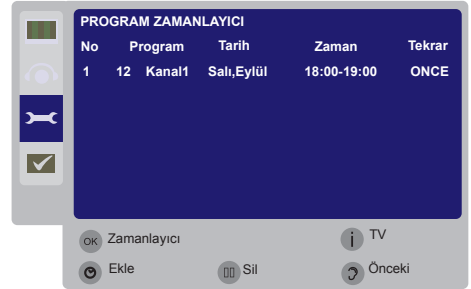 PROGRAM ZAMANLAYICI
No Program Tarih Zaman Tekrar
1 12 Kanal1 Salı,Eylül 18:00-19:00 ONCE
OK Zamanlayıcı i TV
Ekle Sil Önceki